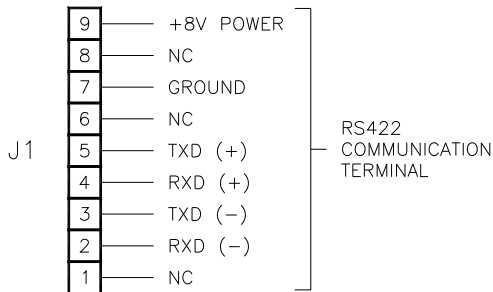 9 +8V POWER
8 NC
7 GROUND
6 NC
5 TXD (+)
4 RXD (+)
3 TXD (-)
2 RXD (-)
1 NC
J1
RS422
COMMUNICATION
TERMINAL